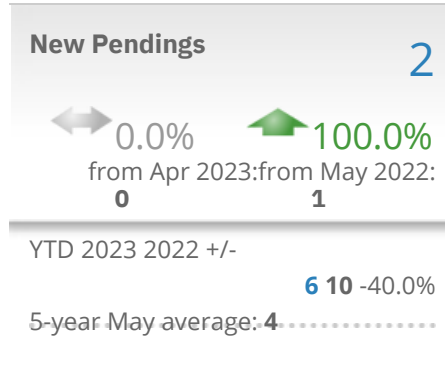 New Pendings
2
0.0% 100.0%
from Apr 2023:from May 2022:
0 1
YTD 2023 2022 +/-
6 10 -40.0%
5-year May average: 4